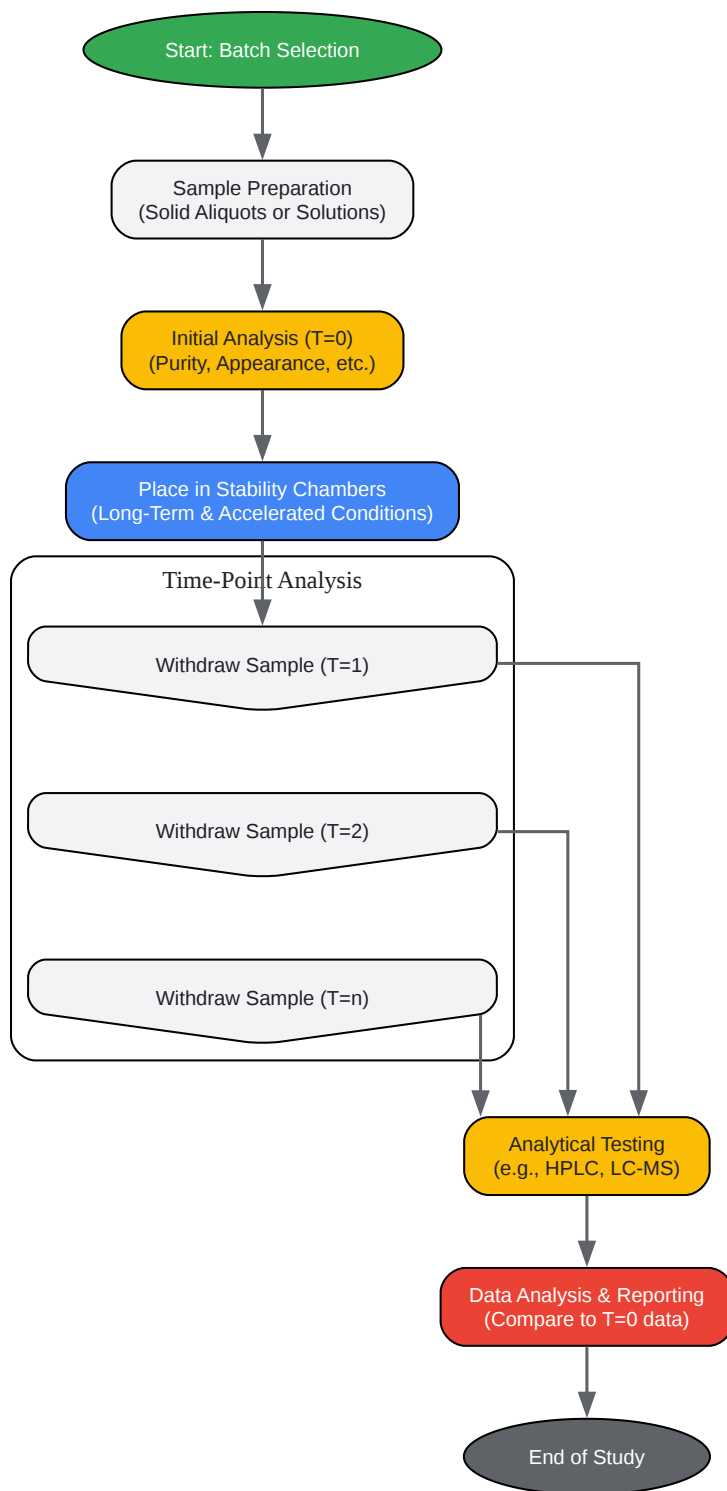 Start: Batch Selection
Sample Preparation
(Solid Aliquots or Solutions)
Initial Analysis (T=0)
(Purity, Appearance, etc.)
Place in Stability Chambers
(Long-Term & Accelerated Conditions)
Time-Point Analysis
Withdraw Sample (T=1)
Withdraw Sample (T=2)
Withdraw Sample (T=n)
Analytical Testing
(e.g., HPLC, LC-MS)
Data Analysis & Reporting
(Compare to T=0 data)
End of Study